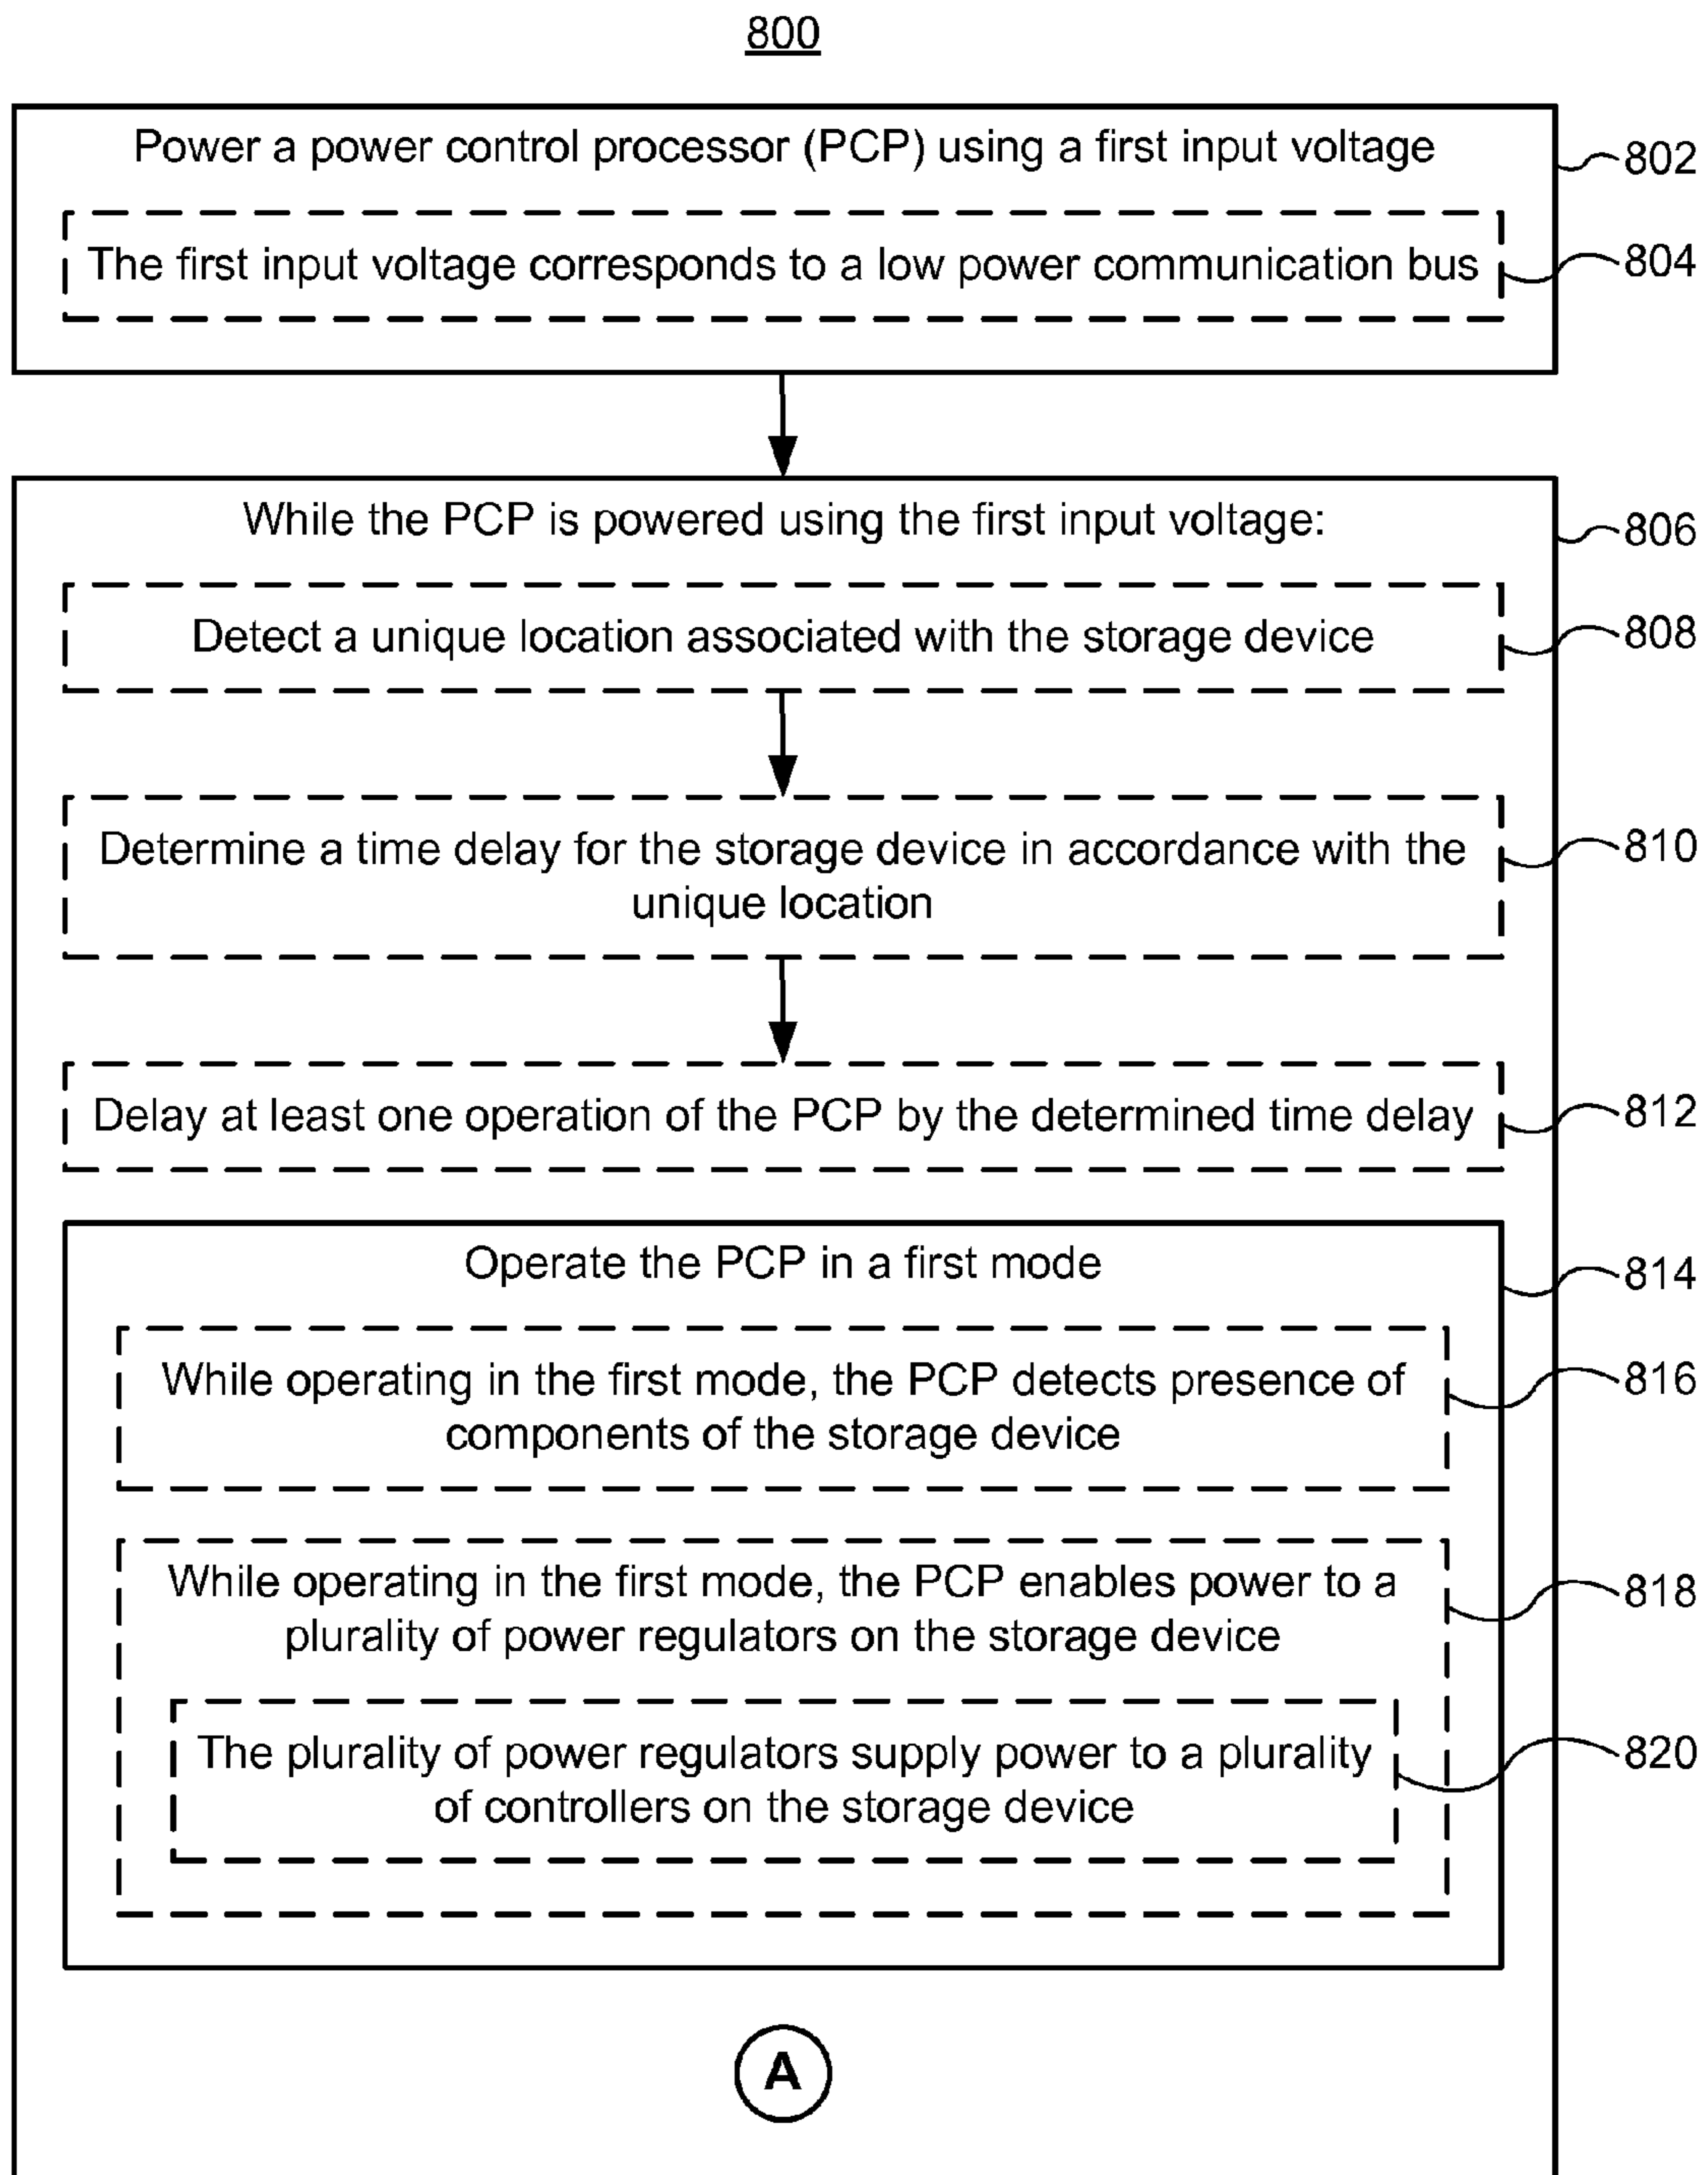 800
Power a power control processor (PCP) using a first input voltage
802
The first input voltage corresponds to a low power communication bus
804
While the PCP is powered using the first input voltage:
806
Detect a unique location associated with the storage device
808
Determine a time delay for the storage device in accordance with the
unique location
810
Delay at least one operation of the PCP by the determined time delay
812
Operate the PCP in a first mode
814
While operating in the first mode, the PCP detects presence of
components of the storage device
816
While operating in the first mode, the PCP enables power to a
plurality of power regulators on the storage device
818
The plurality of power regulators supply power to a plurality
of controllers on the storage device
820
A